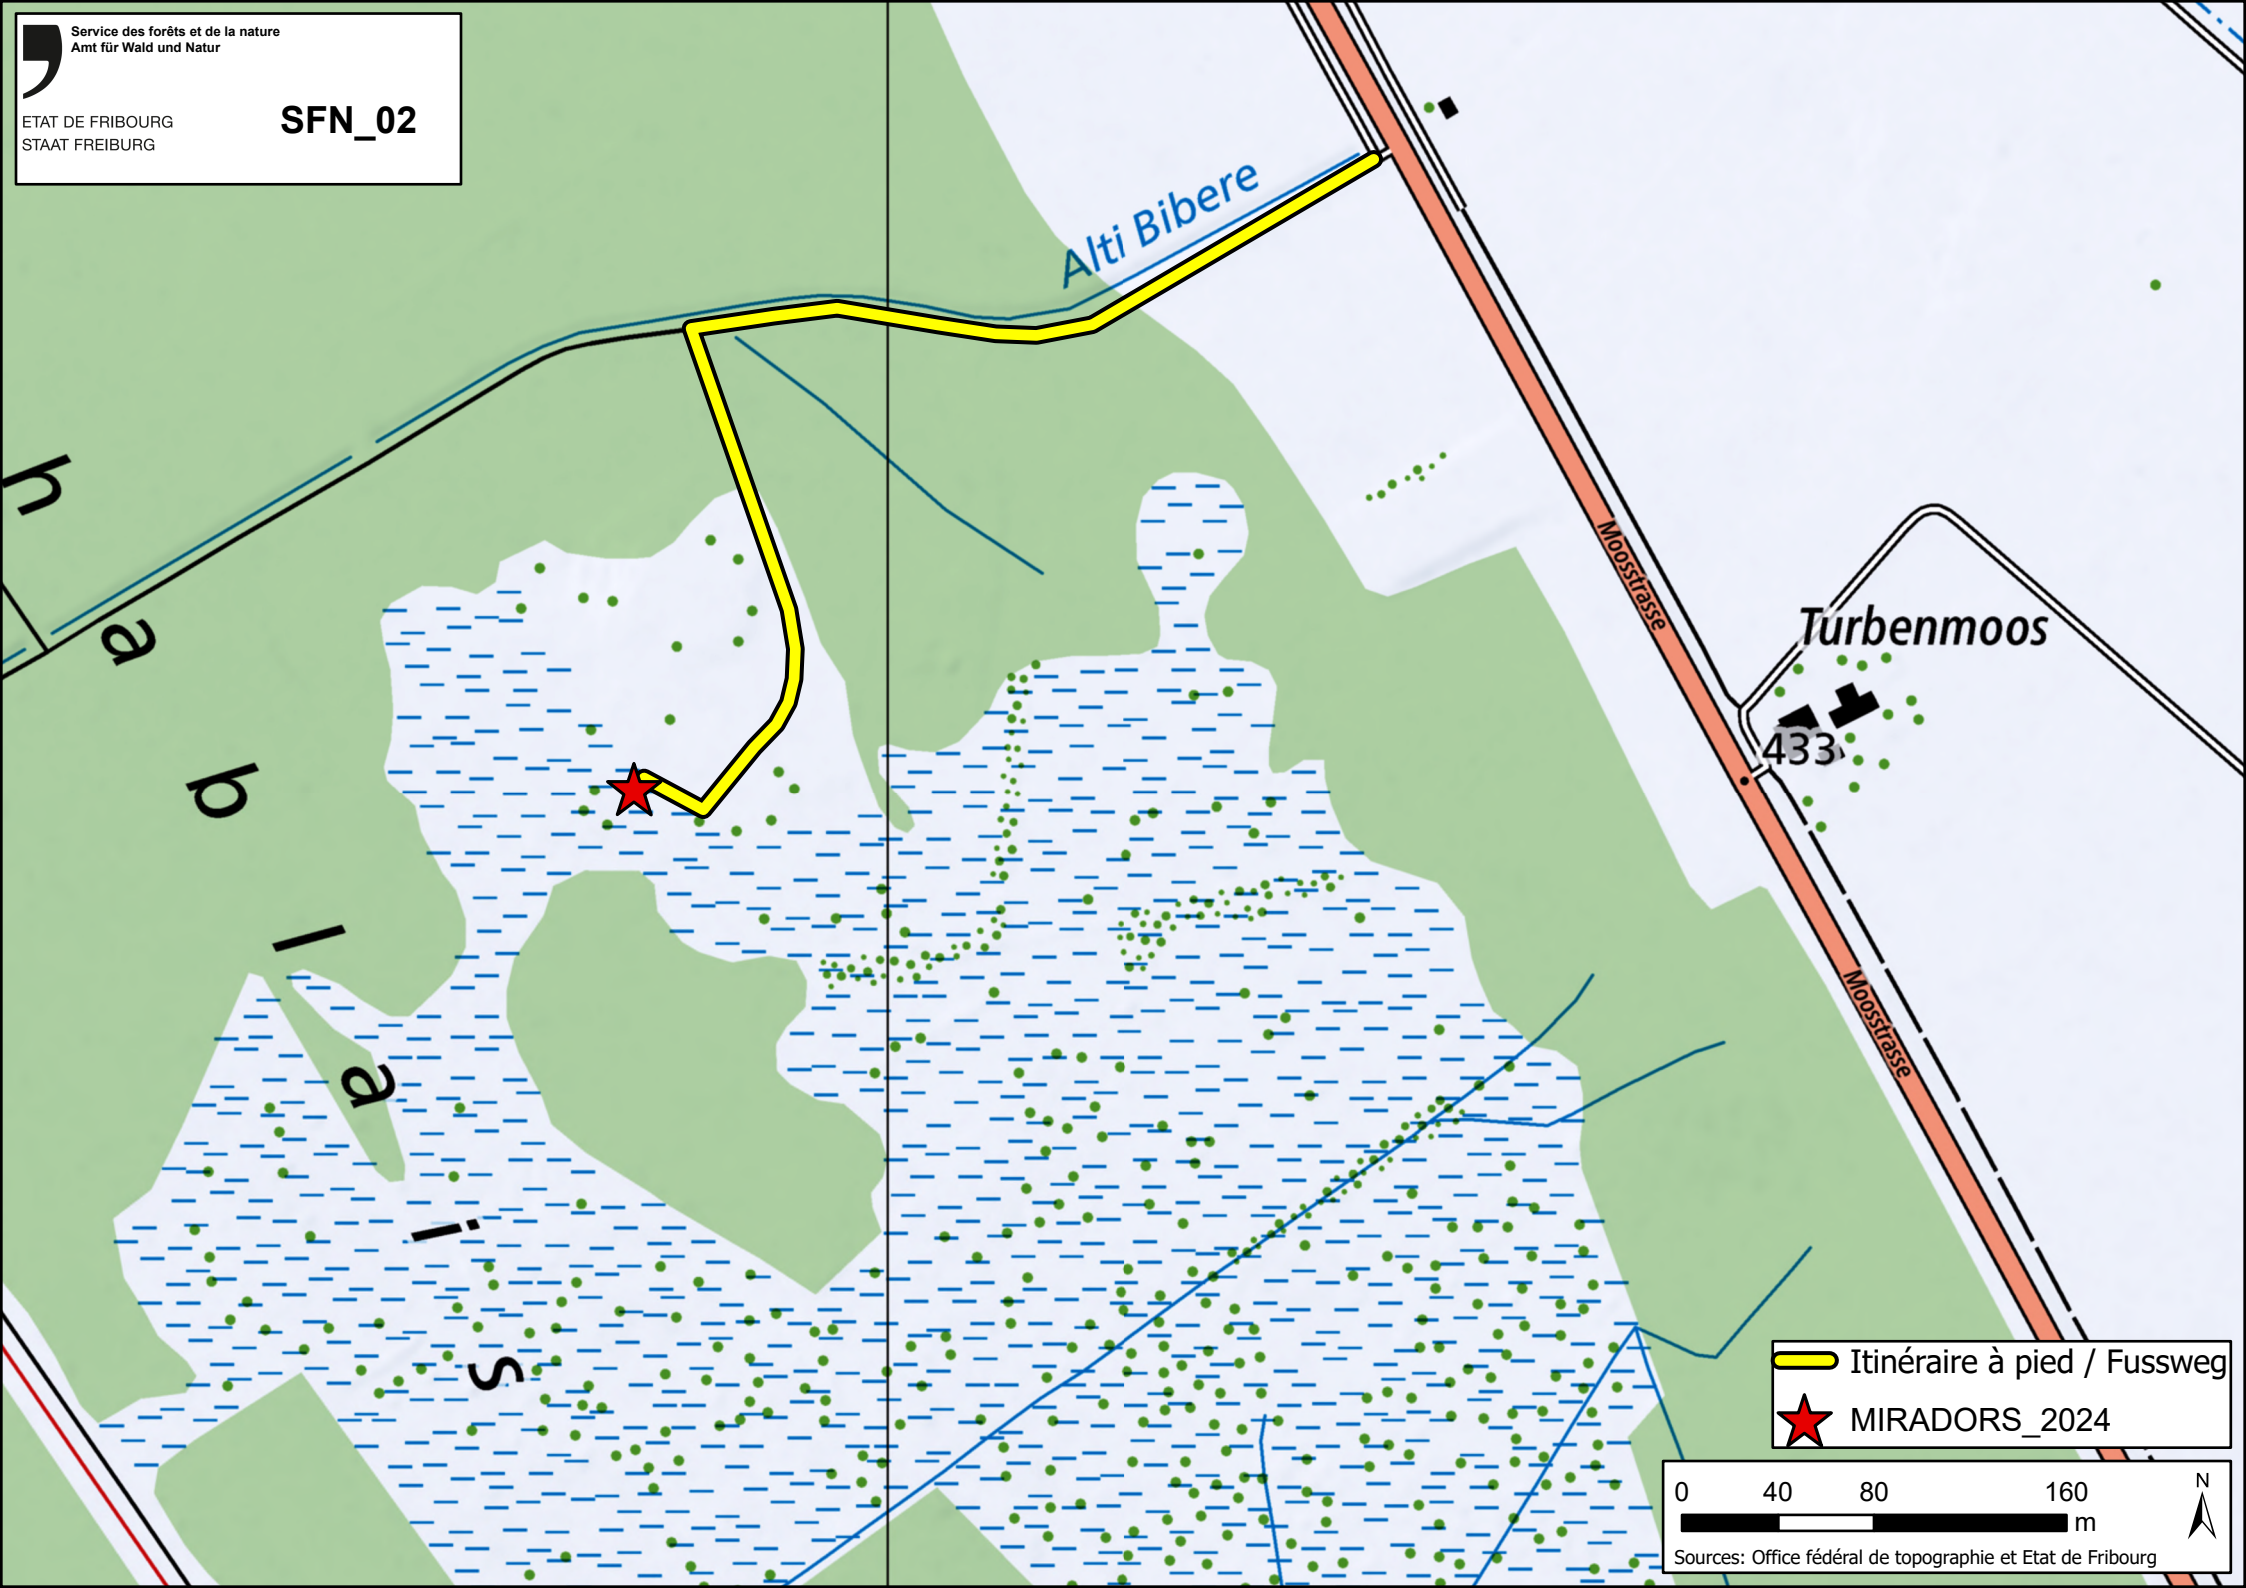 Service des forêts et de la nature
Amt für Wald und Natur
ETAT DE FRIBOURG
STAAT FREIBURG
SFN_02
Alti Bibere
h
a
b
l
a
i
s
Moosstrasse
Turbenmoos
433
Moosstrasse
Itinéraire à pied / Fussweg
MIRADORS_2024
0 40 80 160
m
N
Sources: Office fédéral de topographie et Etat de Fribourg